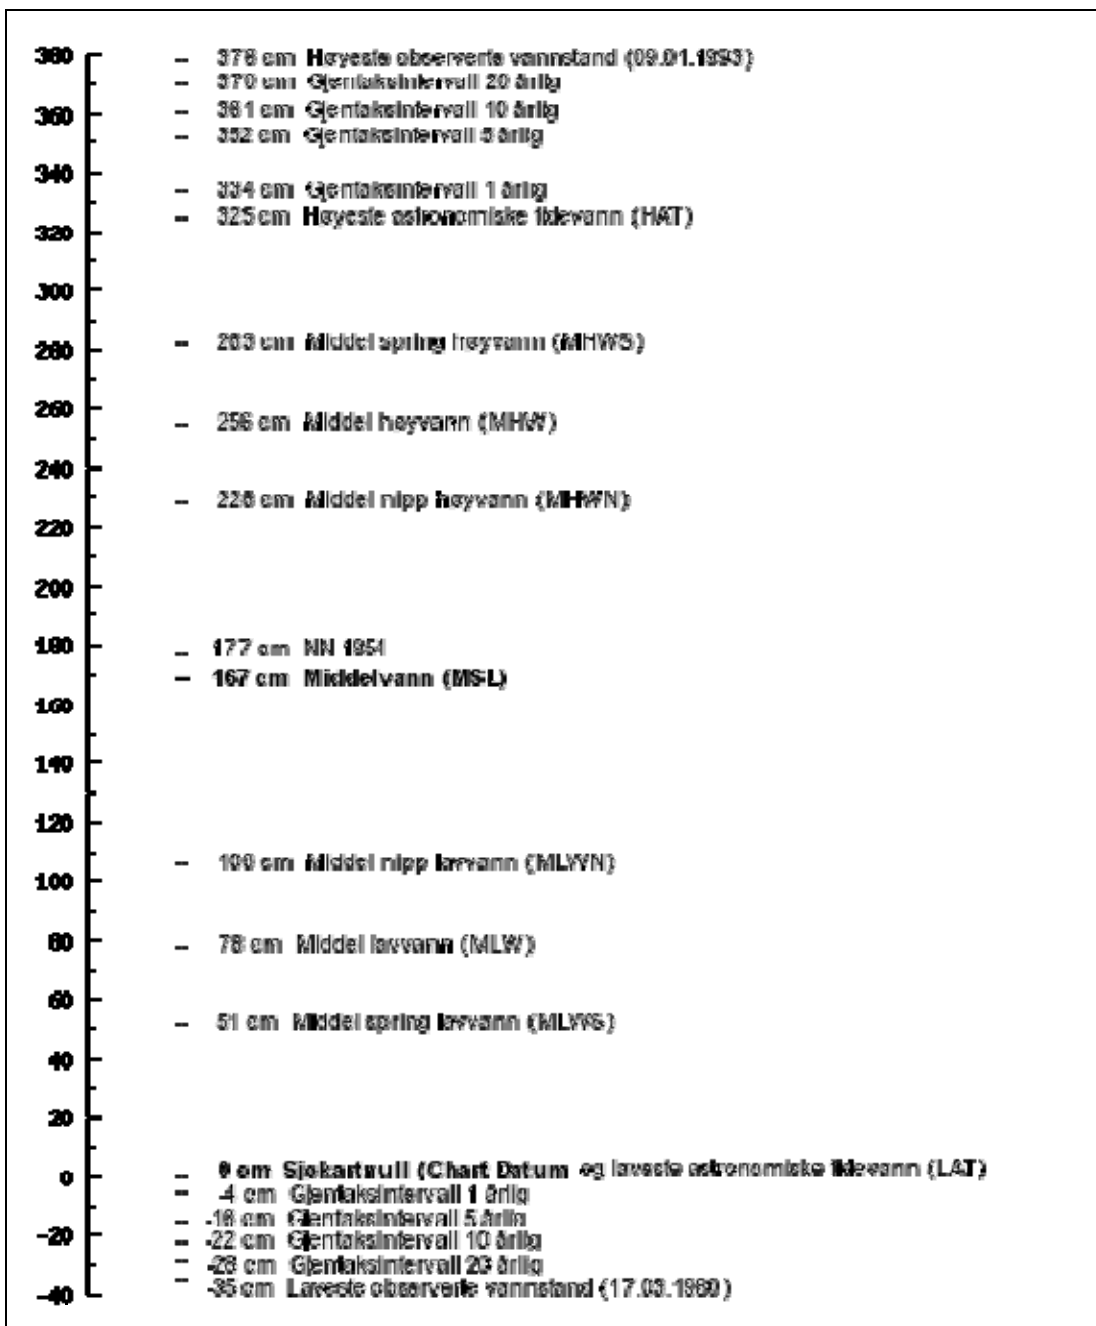 380
360
340
320
300
280
260
240
220
200
180
160
140
120
100
80
60
40
20
0
-20
-40
cm Høyeste observerte vannstand (09.01.1993)
370 cm Gjentaksintervall 20 årlig
361 cm Gjentaksintervall 10 årlig
352 cm Gjentaksintervall 5 årlig
334 cm Gjentaksintervall 1 årlig
325 cm Høyeste astronomiske tidevann (HAT)
283 cm Middel spring høyvann (MHWS)
256 cm Middel høyvann (MHW)
cm Middel nipp høyvann (MHWN)
177 cm NN 1954
167 cm Middelvann (MSL)
cm Middel nipp lavvann (MLWN)
78 cm Middel lavvann (MLW)
51 cm Middel spring lavvann (MLWS)
0 cm Sjøkartnull (Chart Datum og laveste astronomiske tidevann (LAT)
-4 cm Gjentaksintervall 1 årlig
-16 cm Gjentaksintervall 5 årlig
-22 cm Gjentaksintervall 10 årlig
-28 cm Gjentaksintervall 20 årlig
-35 cm Laveste observerte vannstand